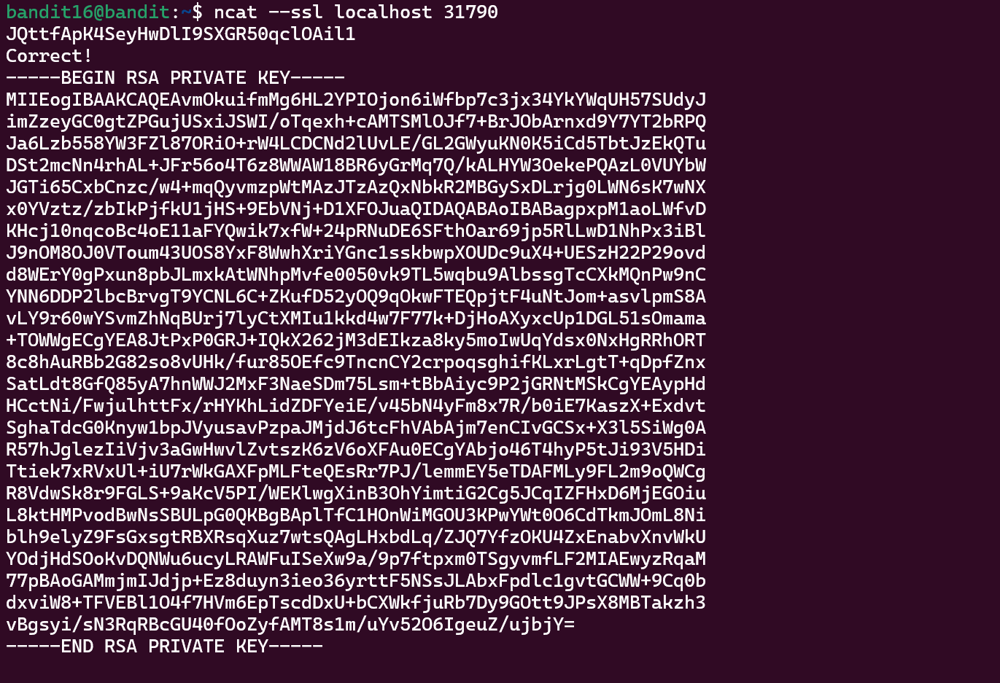 bandit16@bandit:~$ ncat --ssl localhost 31790
JQttfApK4SeyHwDlI9SXGR50qclOAil1
Correct!
-----BEGIN RSA PRIVATE KEY-----
MIIEogIBAAKCAQEAvmOkuifmMg6HL2YPIOjon6iWfbp7c3jx34YkYWqUH57SUdyJ
imZzeyGC0gtZPGujUSxiJSWI/oTqexh+cAMTSMlOJf7+BrJObArnxd9Y7YT2bRPQ
Ja6Lzb558YW3FZl87ORiO+rW4LCDCNd2lUvLE/GL2GWyuKN0K5iCd5TbtJzEkQTu
DSt2mcNn4rhAL+JFr56o4T6z8WWAW18BR6yGrMq7Q/kALHYW3OekePQAzL0VUYbW
JGTi65CxbCnzc/w4+mqQyvmzpWtMAzJTzAzQxNbkR2MBGySxDLrjg0LWN6sK7wNX
x0YVztz/zbIkPjfkU1jHS+9EbVNj+D1XFOJuaQIDAQABAoIBABagpxpM1aoLWfvD
KHcj10nqcoBc4oE11aFYQwik7xfW+24pRNuDE6SFthOar69jp5RlLwD1NhPx3iBl
J9nOM8OJ0VToum43UOS8YxF8WwhXriYGnc1sskbwpXOUDc9uX4+UESzH22P29ovd
d8WErY0gPxun8pbJLmxkAtWNhpMvfe0050vk9TL5wqbu9AlbssgTcCXkMQnPw9nC
YNN6DDP2lbcBrvgT9YCNL6C+ZKufD52yOQ9qOkwFTEQpjtF4uNtJom+asvlpmS8A
vLY9r60wYSvmZhNqBUrj7lyCtXMIu1kkd4w7F77k+DjHoAXyxcUp1DGL51sOmama
+TOWWgECgYEA8JtPxP0GRJ+IQkX262jM3dEIkza8ky5moIwUqYdsx0NxHgRRhORT
8c8hAuRBb2G82so8vUHk/fur85OEfc9TncnCY2crpoqsghifKLxrLgtT+qDpfZnx
SatLdt8GfQ85yA7hnWWJ2MxF3NaeSDm75Lsm+tBbAiyc9P2jGRNtMSkCgYEAypHd
HCctNi/FwjulhttFx/rHYKhLidZDFYeiE/v45bN4yFm8x7R/b0iE7KaszX+Exdvt
SghaTdcG0Knyw1bpJVyusavPzpaJMjdJ6tcFhVAbAjm7enCIvGCSx+X3l5SiWg0A
R57hJglezIiVjv3aGwHwvlZvtszK6zV6oXFAu0ECgYAbjo46T4hyP5tJi93V5HDi
Ttiek7xRVxUl+iU7rWkGAXFpMLFteQEsRr7PJ/lemmEY5eTDAFMLy9FL2m9oQWCg
R8VdwSk8r9FGLS+9aKcV5PI/WEKlwgXinB3OhYimtiG2Cg5JCqIZFHxD6MjEGOiu
L8ktHMPvodBwNsSBULpG0QKBgBAplTfC1HOnWiMGOU3KPwYWt0O6CdTkmJOmL8Ni
blh9elyZ9FsGxsgtRBXRsqXuz7wtsQAgLHxbdLq/ZJQ7YfzOKU4ZxEnabvXnvWkU
YOdjHdSOoKvDQNWu6ucyLRAWFuISeXw9a/9p7ftpxm0TSgyvmfLF2MIAEwyzRqaM
77pBAoGAMmjmIJdjp+Ez8duyn3ieo36yrttF5NSsJLAbxFpdlc1gvtGCWW+9Cq0b
dxviW8+TFVEBl1O4f7HVm6EpTscdDxU+bCXWkfjuRb7Dy9GOtt9JPsX8MBTakzh3
vBgsyi/sN3RqRBcGU40fOoZyfAMT8s1m/uYv52O6IgeuZ/ujbjY=
-----END RSA PRIVATE KEY-----